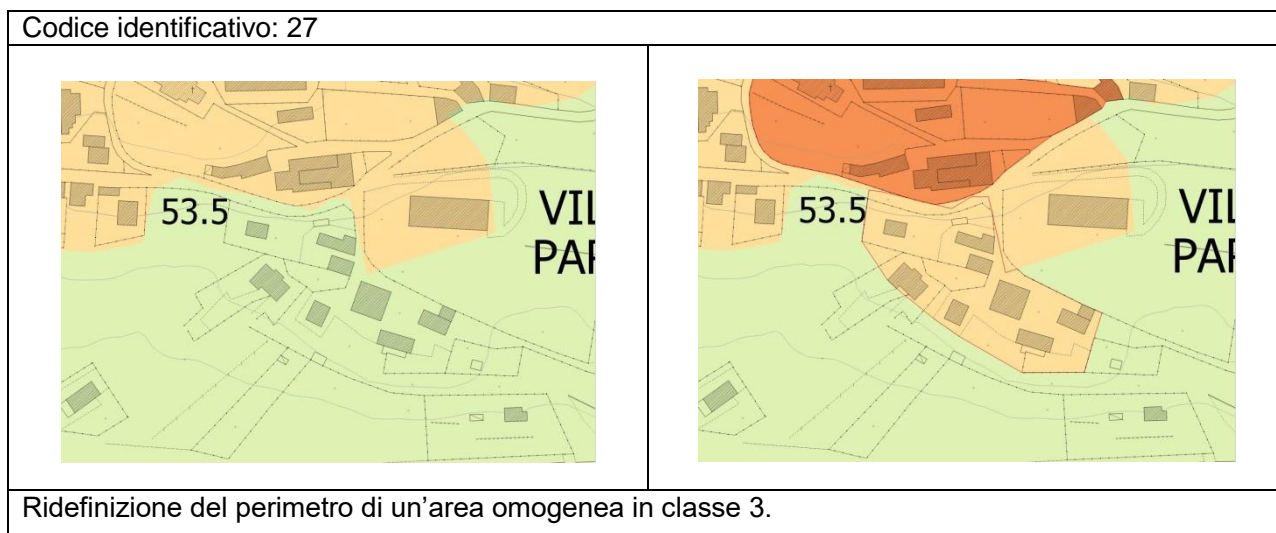 Codice identificativo: 27
53.5
VIL
PAR
53.5
VIL
PAR
Ridefinizione del perimetro di un'area omogenea in classe 3.